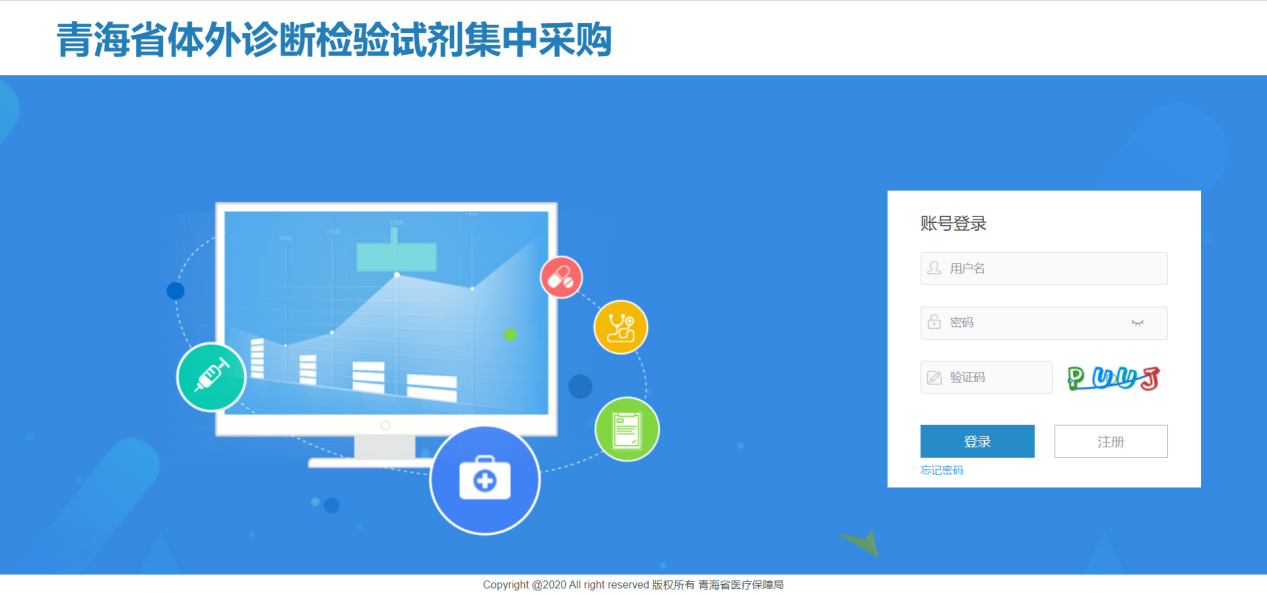 青海省体外诊断检验试剂集中采购
账号登录
用户名
密码
验证码
登录
注册
忘记密码
Copyright @2020 All right reserved 版权所有 青海省医疗保障局